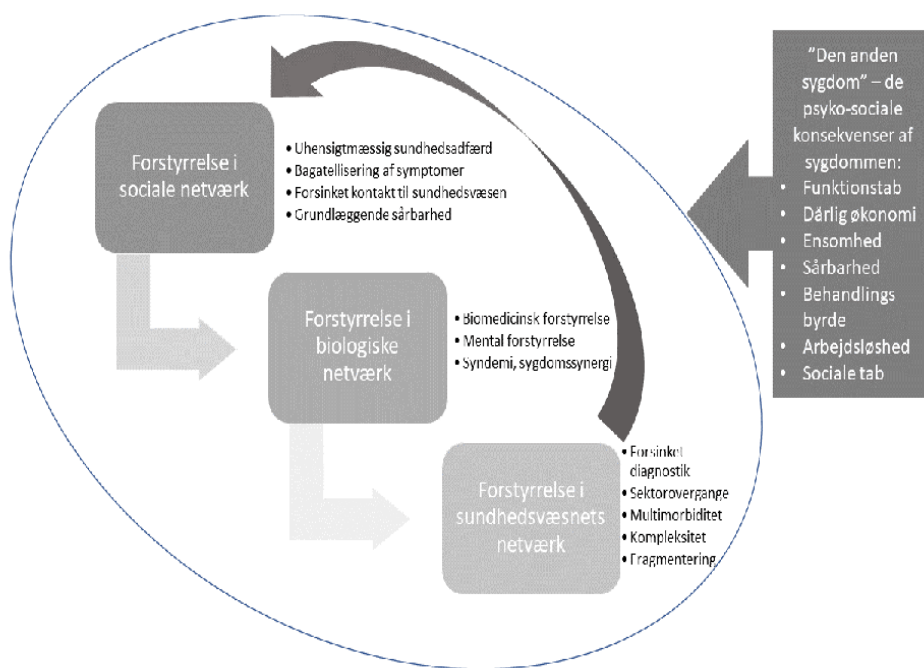 Forstyrrelse i
sociale netværk
• Uhensigtmæssig sundhedsadfærd
• Bagatellisering af symptomer
• Forsinket kontakt til sundhedsvæsen
• Grundlæggende sårbarhed
Forstyrrelse i
biologiske
netværk
• Biomedicinsk forstyrrelse
• Mental forstyrrelse
• Syndemi, sygdomssynergi
Forstyrrelse i
sundhedsvæsnets
netværk
• Forsinket
diagnostik
• Sektorovergange
• Multimorbiditet
• Kompleksitet
• Fragmentering
"Den anden
sygdom" – de
psyko-sociale
konsekvenser af
sygdommen:
• Funktionstab
• Dårlig økonomi
• Ensomhed
• Sårbarhed
• Behandlings
byrde
• Arbejdsløshed
• Sociale tab